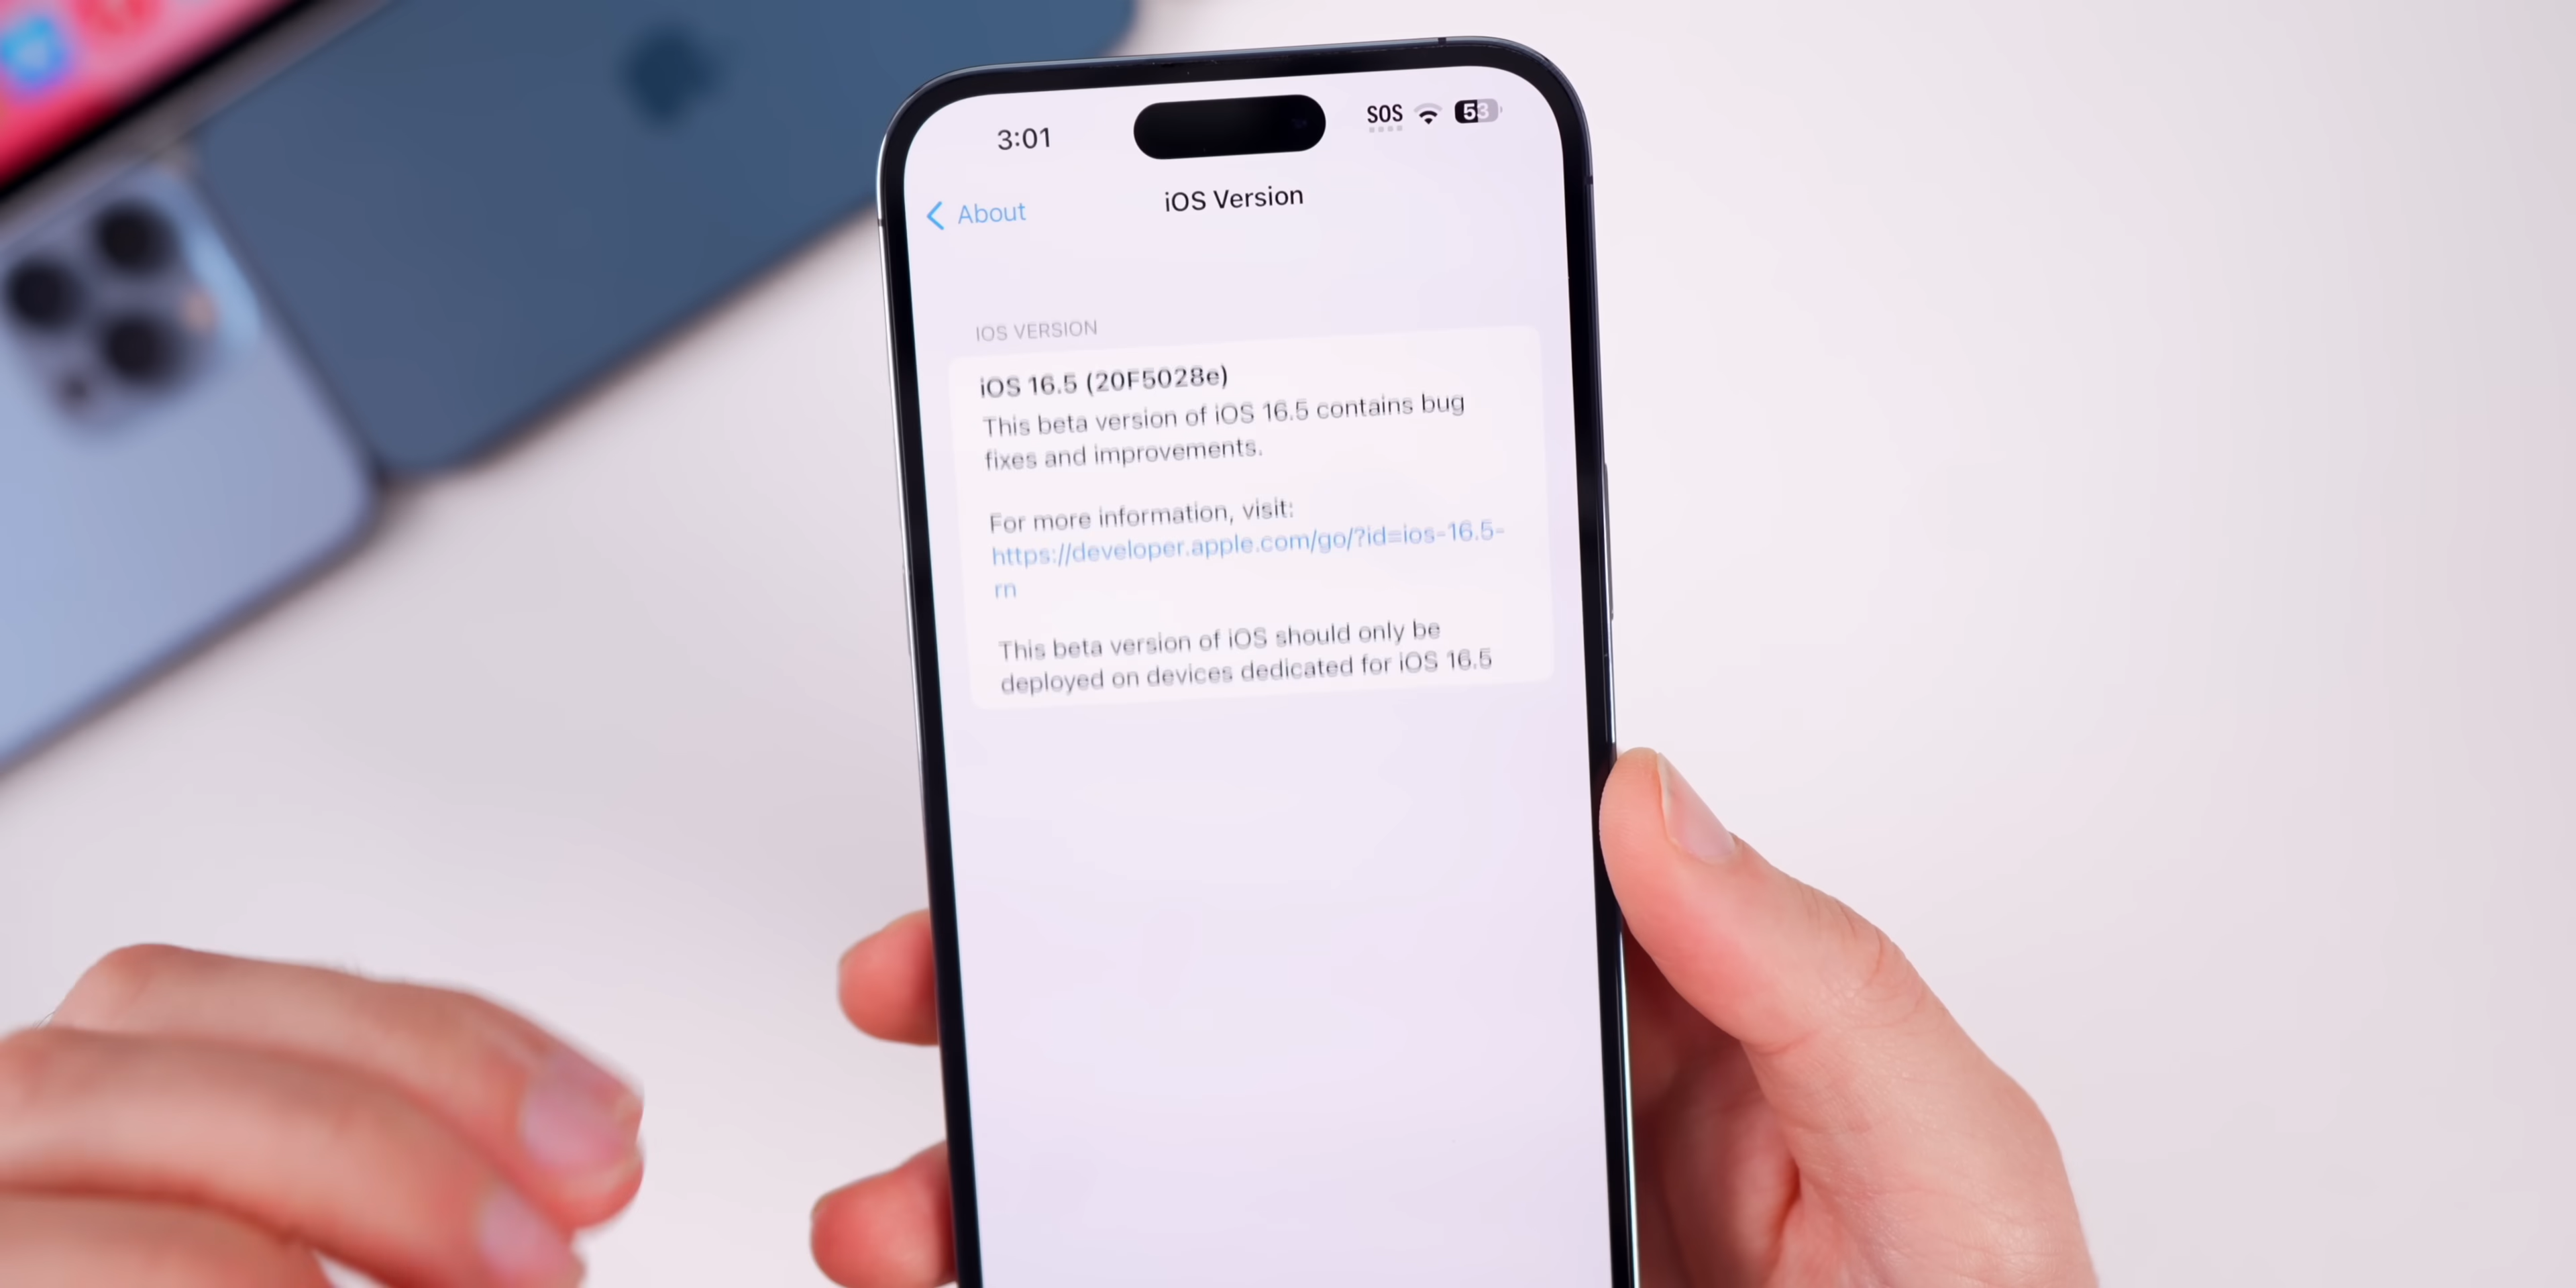 3:01
SOS
53
About
iOS Version
IOS VERSION
iOS 16.5 (20F5028e)
This beta version of iOS 16.5 contains bug
fixes and improvements.
For more information, visit:
https://developer.apple.com/go/?id=ios-16.5-
rn
This beta version of iOS should only be
deployed on devices dedicated for iOS 16.5